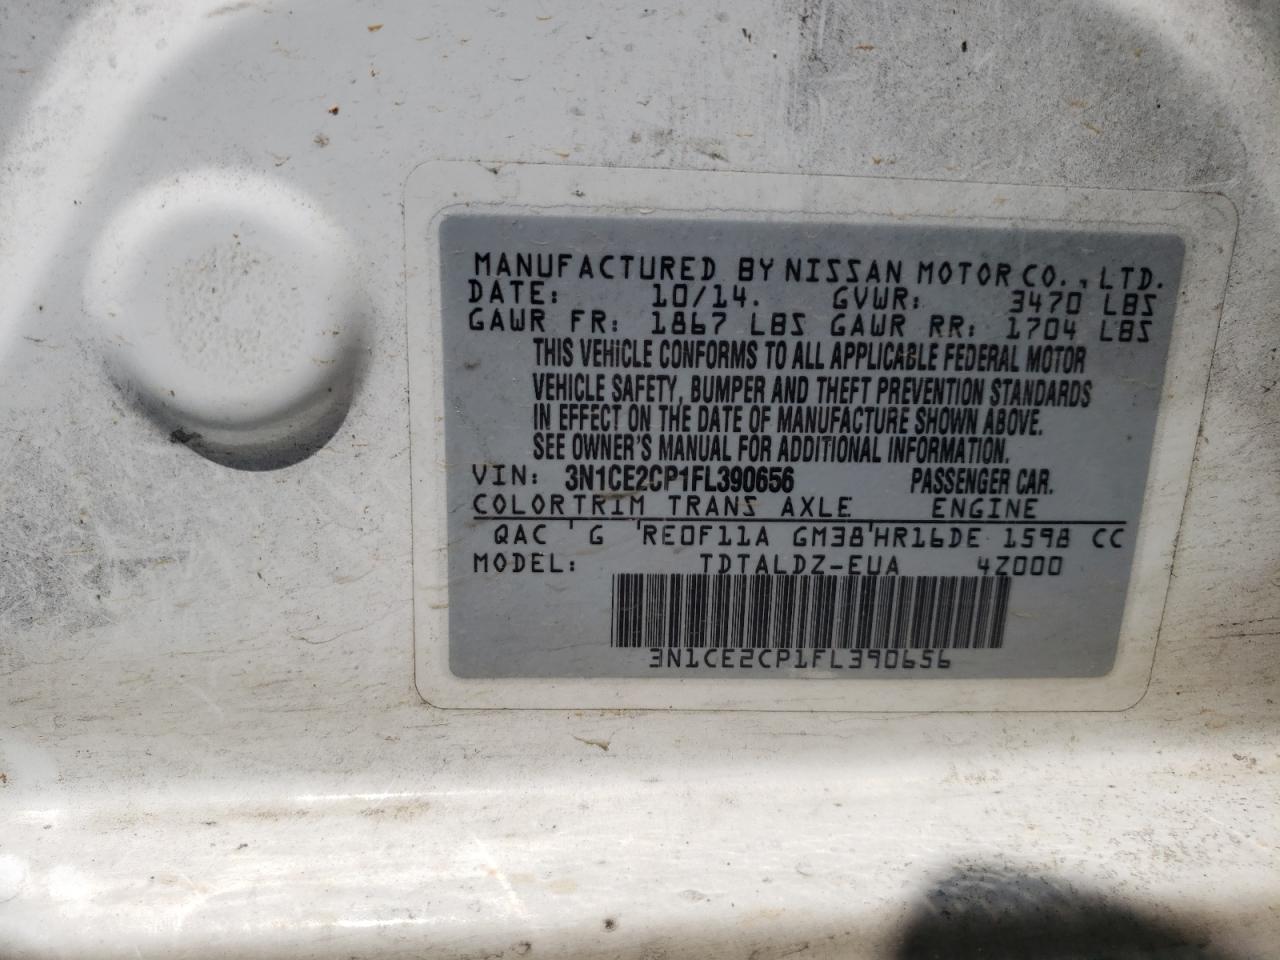 MANUFACTURED BY NISSAN MOTOR CO., LTD.
DATE: 10/14. GVWR: 3470 LBS
GAWR FR: 1867 LBS GAWR RR: 1704 LBS
THIS VEHICLE CONFORMS TO ALL APPLICABLE FEDERAL MOTOR
VEHICLE SAFETY, BUMPER AND THEFT PREVENTION STANDARDS
IN EFFECT ON THE DATE OF MANUFACTURE SHOWN ABOVE.
SEE OWNER'S MANUAL FOR ADDITIONAL INFORMATION.
VIN: 3N1CE2CP1FL390656 PASSENGER CAR.
COLOR TRIM TRANS AXLE ENGINE
QAC ' G ' RE0F11A GM38 ' HR16DE 1598 CC
MODEL: TDTALDZ-EUA 4Z000
3N1CE2CP1FL390656